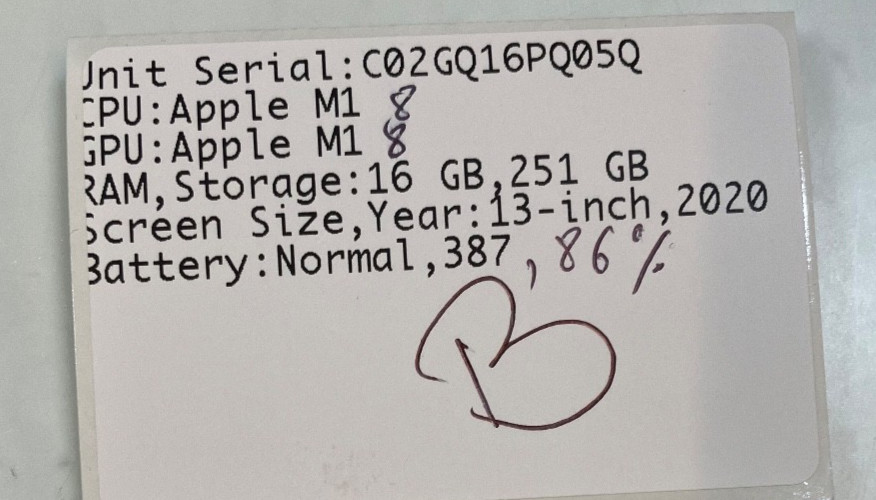 Unit Serial:C02GQ16PQ05Q
CPU:Apple M1 8
GPU:Apple M1 8
RAM,Storage:16 GB,251 GB
Screen Size,Year:13-inch,2020
Battery:Normal,387,86%
B